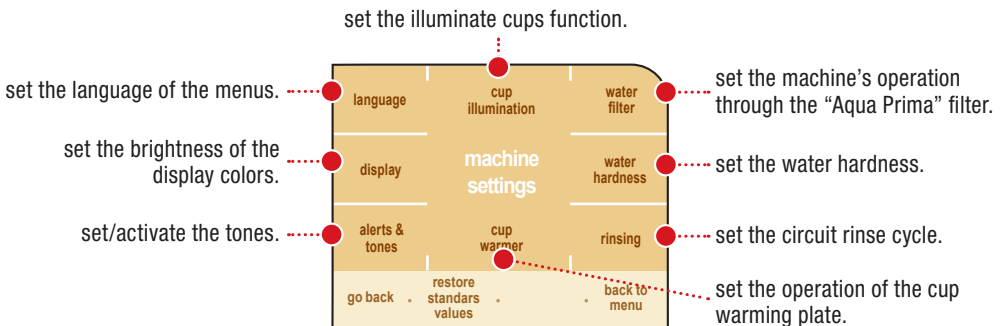 set the illuminate cups function.
set the language of the menus.
language
cup
illumination
water
filter
set the machine's operation
through the “Aqua Prima” filter.
set the brightness of the
display colors.
display
machine
settings
water
hardness
set the water hardness.
set/activate the tones.
alerts &
tones
cup
warmer
rinsing
set the circuit rinse cycle.
go back
restore
standars
values
back to
menu
set the operation of the cup
warming plate.